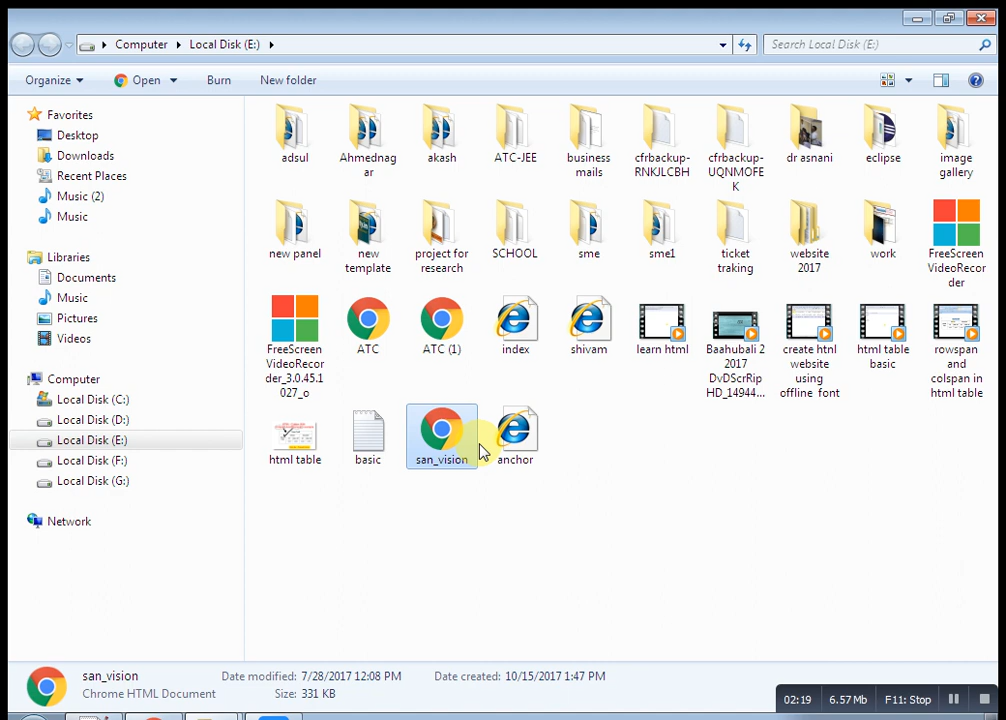 Computer Local Disk (E:)
Search Local Disk (E:)
Organize Open Burn New folder
Favorites
Desktop
Downloads
Recent Places
Music (2)
Music
Libraries
Documents
Music
Pictures
Videos
Computer
Local Disk (C:)
Local Disk (D:)
Local Disk (E:)
Local Disk (F:)
Local Disk (G:)
Network
adsul
Ahmednag
ar
akash
ATC-JEE
business
mails
cfrbackup-
RNKJLCBH
cfrbackup-
UQNMOFE
K
dr asnani
eclipse
image
gallery
new panel
new
template
project for
research
SCHOOL
sme
sme1
ticket
traking
website
2017
work
FreeScreen
VideoRecor
der
FreeScreen
VideoRecor
der_3.0.45.1
027_o
ATC
ATC (1)
index
shivam
learn html
Baahubali 2
2017
DvDScrRip
HD_14944...
create htnl
website
using
offline font
html table
basic
rowspan
and
colspan in
html table
html table
basic
san_vision
anchor
san_vision
Chrome HTML Document
Date modified: 7/28/2017 12:08 PM
Size: 331 KB
Date created: 10/15/2017 1:47 PM
02:19 6.57 Mb F11: Stop